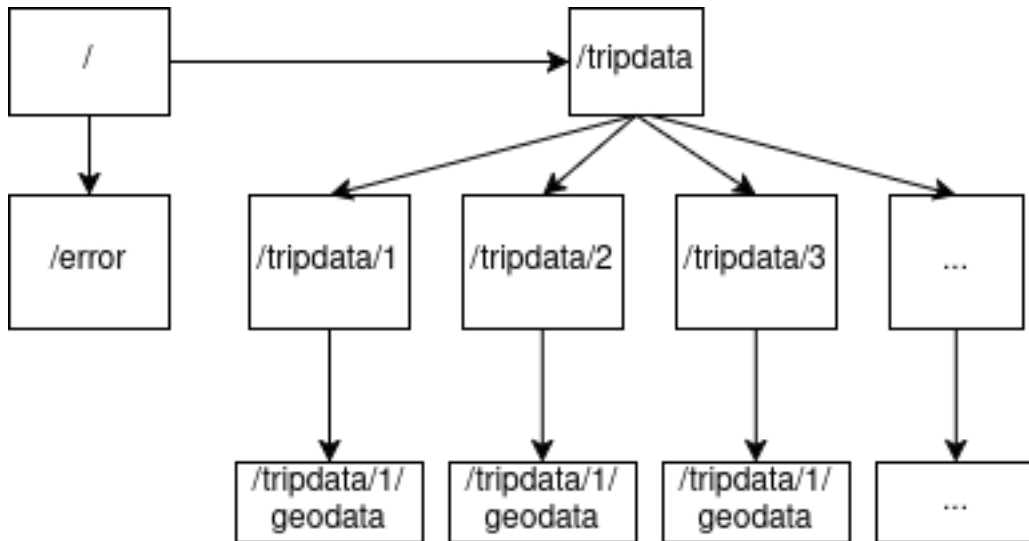 /
/tripdata
/error
/tripdata/1
/tripdata/2
/tripdata/3
...
/tripdata/1/
geodata
/tripdata/1/
geodata
/tripdata/1/
geodata
...